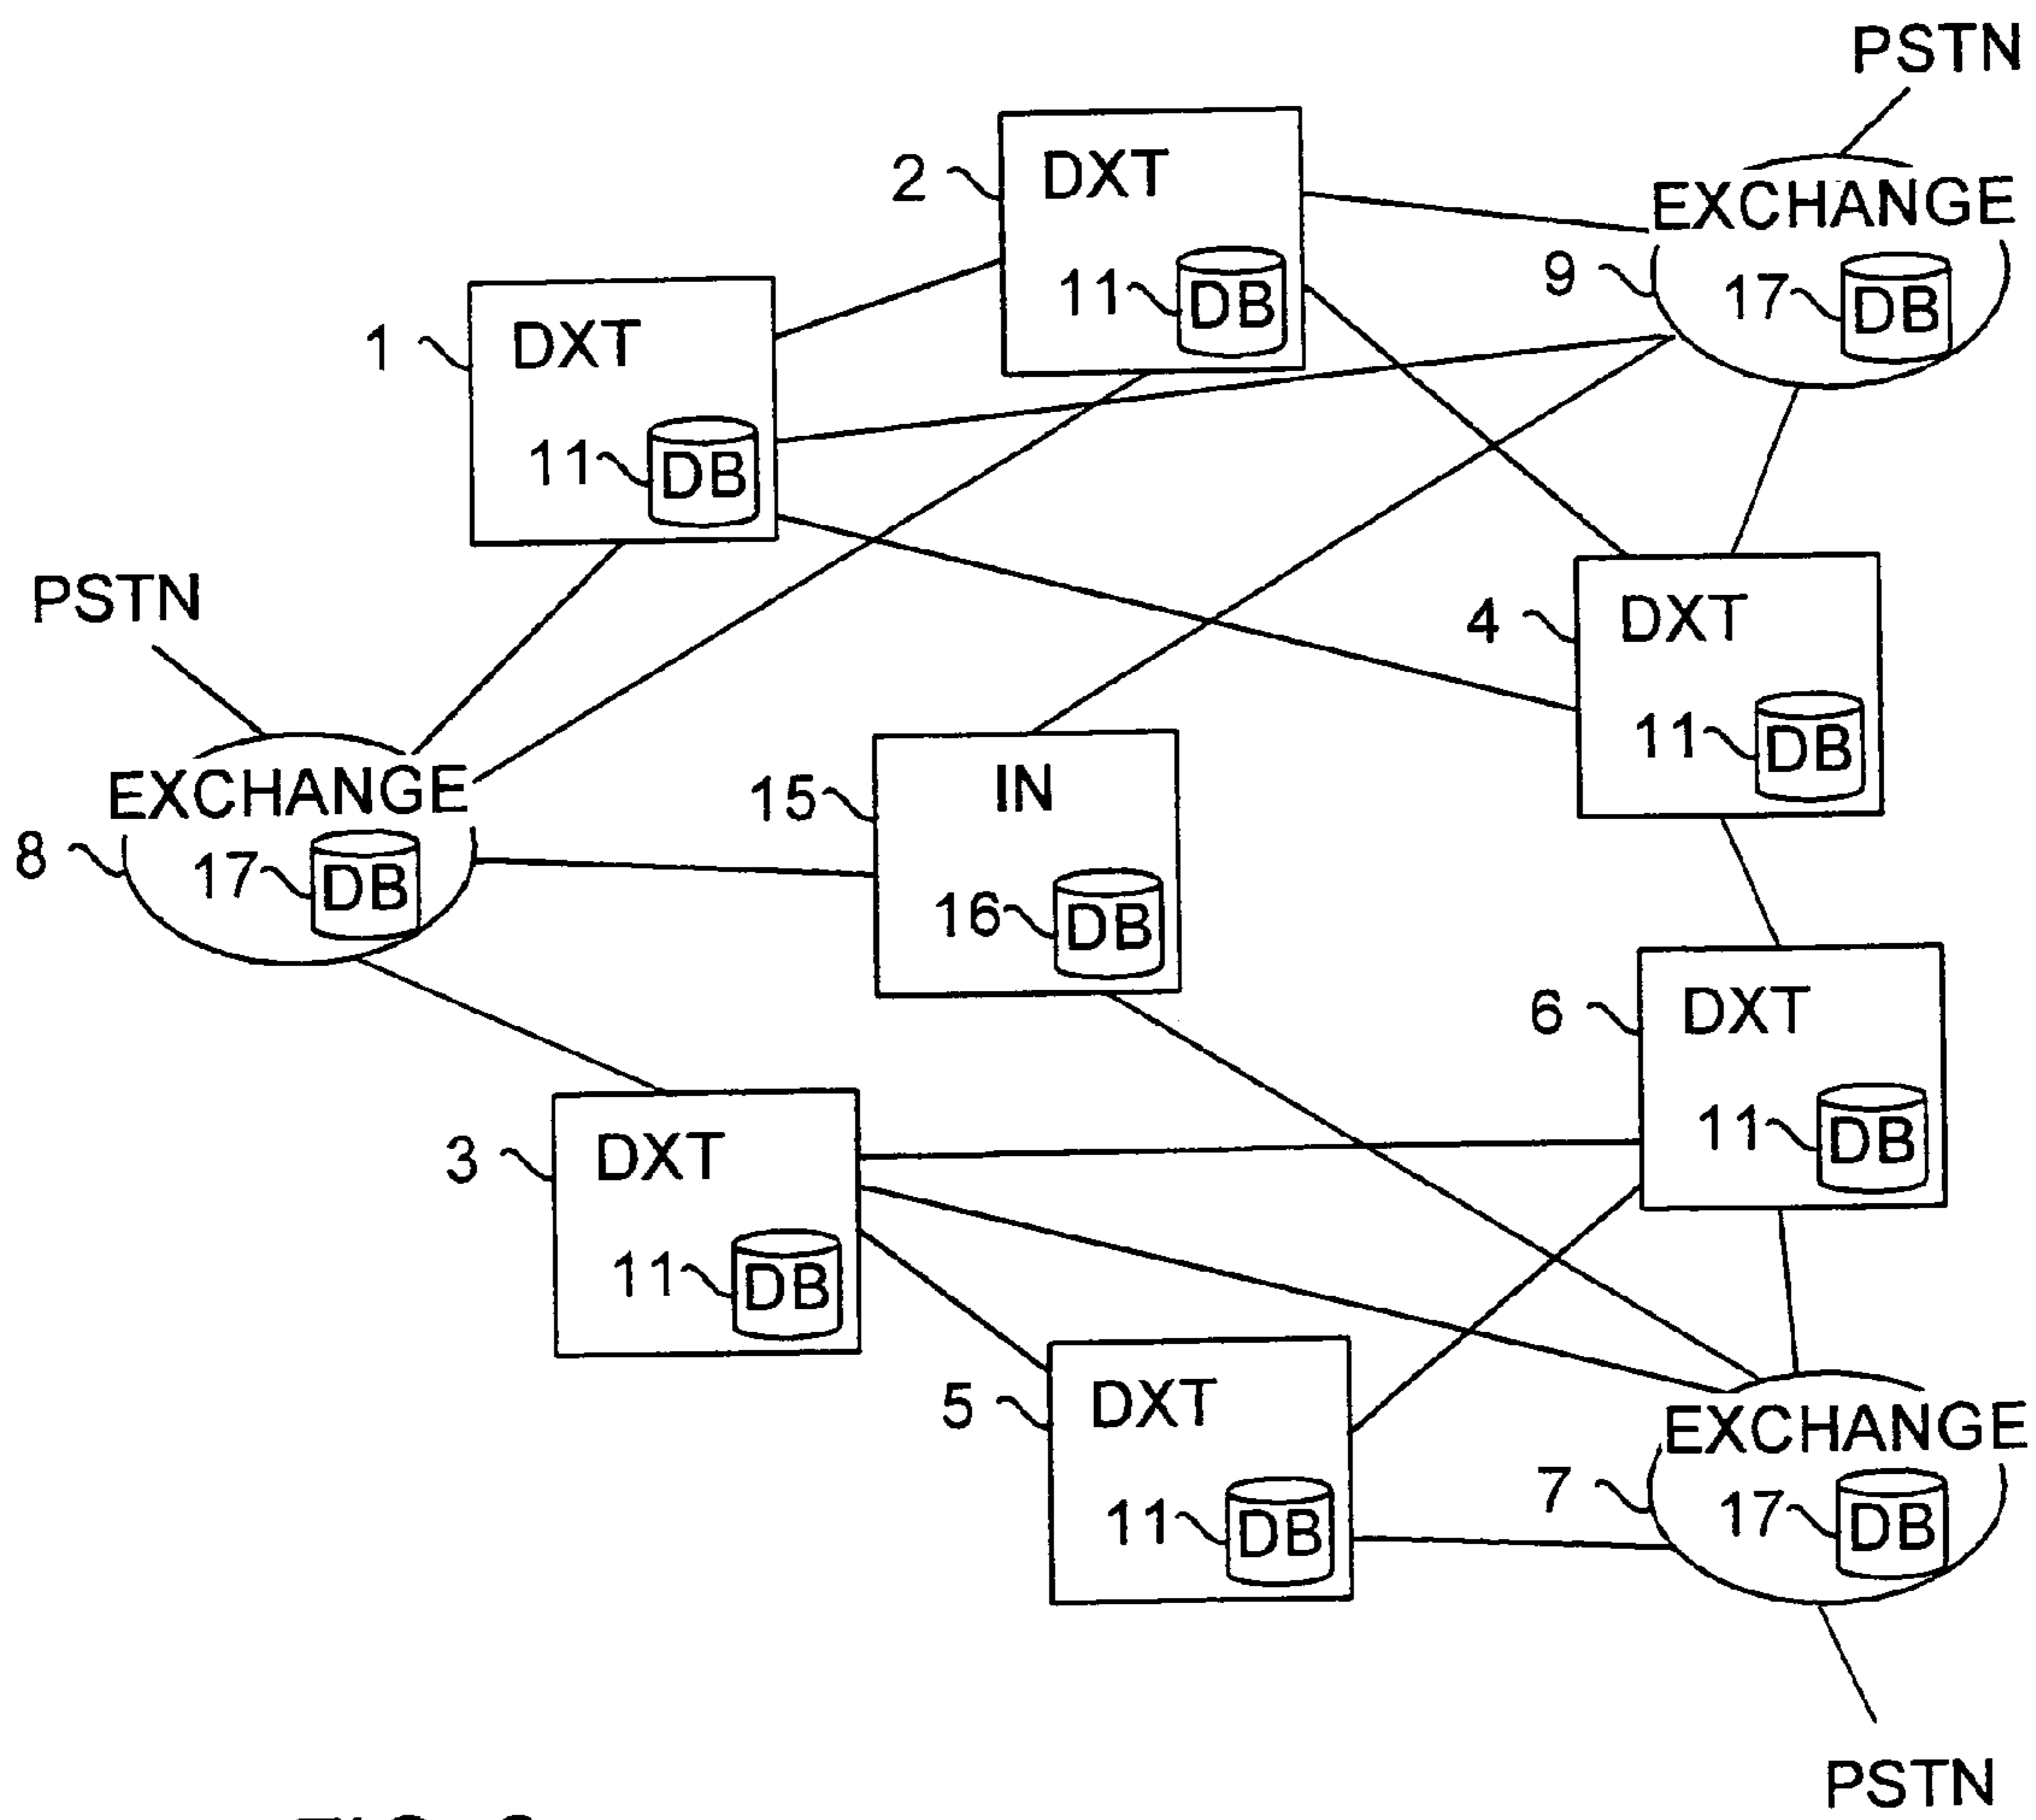 PSTN
2 DXT
11 DB
EXCHANGE
9 17 DB
1 DXT
11 DB
PSTN
4 DXT
11 DB
EXCHANGE
8 17 DB
15 IN
16 DB
6 DXT
11 DB
3 DXT
11 DB
5 DXT
11 DB
EXCHANGE
7 17 DB
PSTN